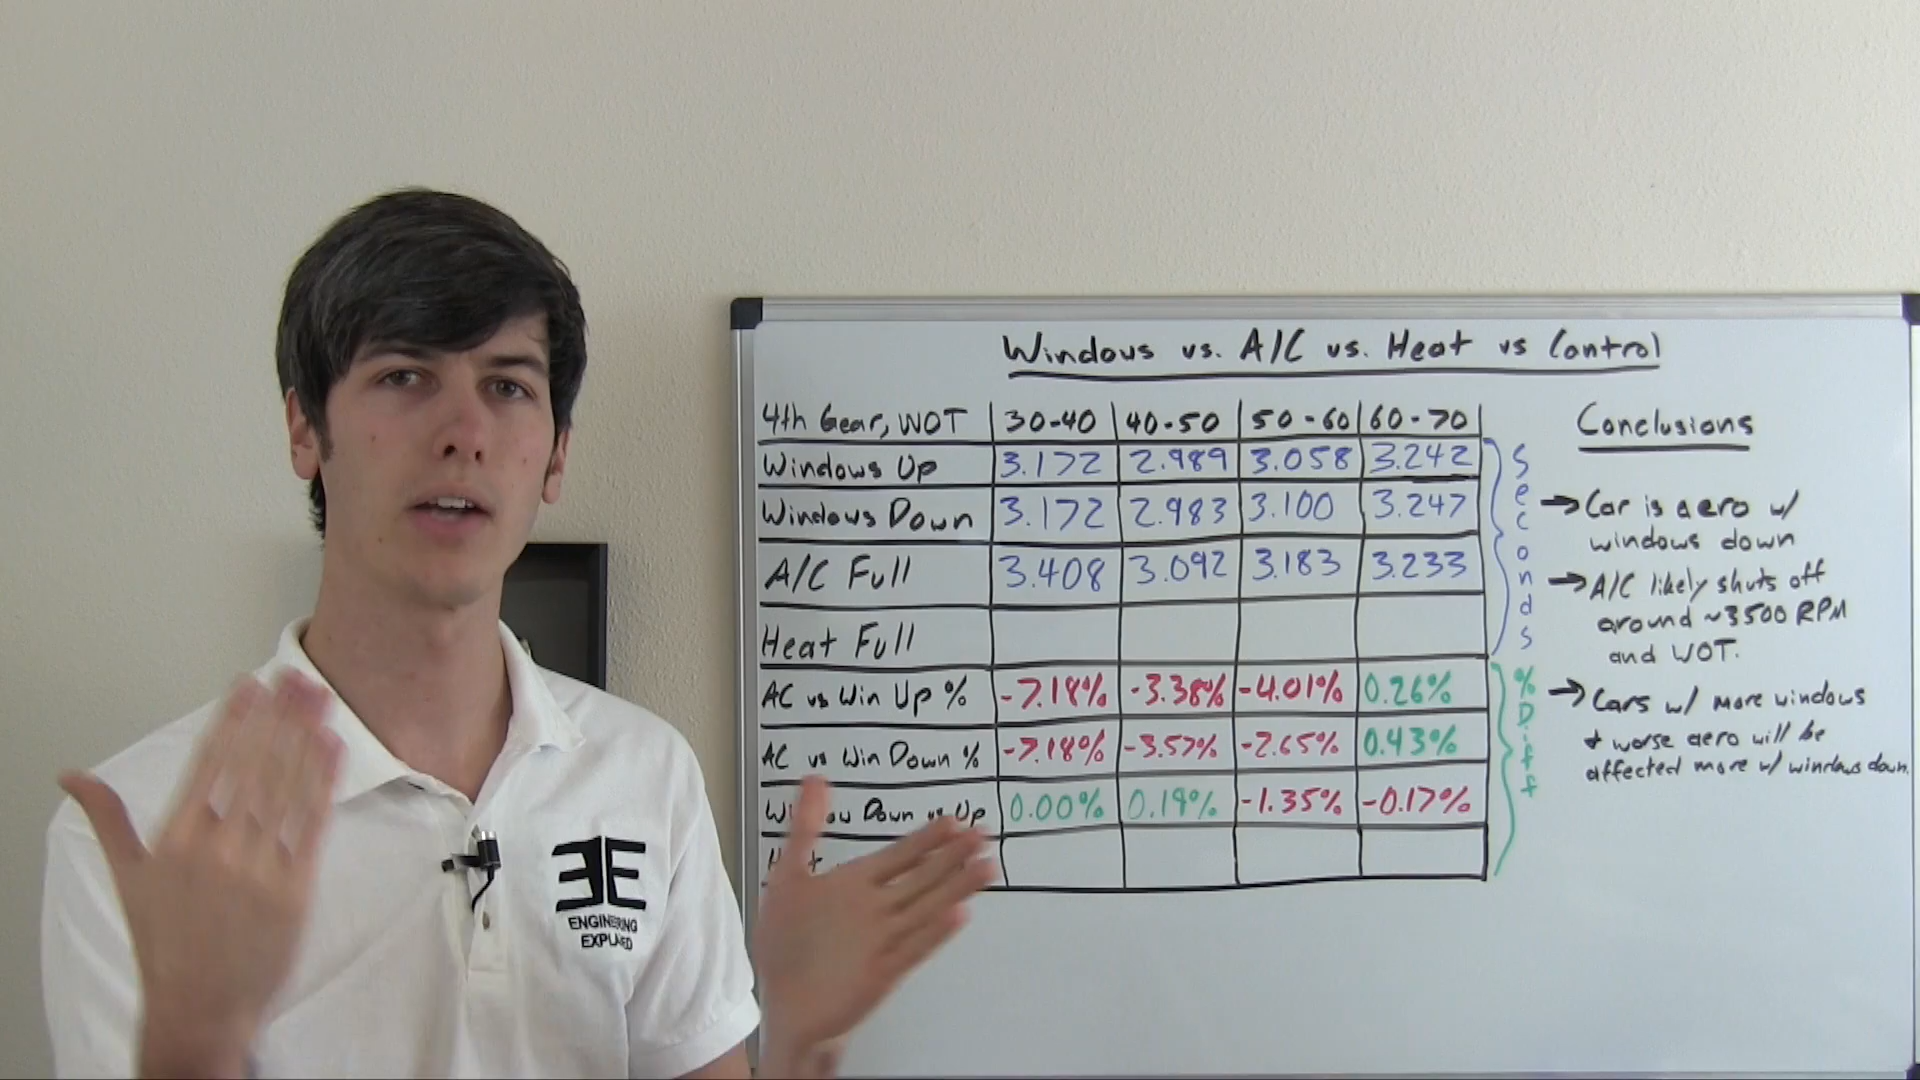 Windows vs. A/C vs. Heat vs Control
4th Gear, WOT 30-40 40-50 50-60 60-70
Windows Up 3.172 2.989 3.058 3.242
Windows Down 3.172 2.983 3.100 3.247
A/C Full 3.408 3.092 3.183 3.233
Heat Full
Seconds
AC vs Win Up % -7.18% -3.38% -4.01% 0.26%
AC vs Win Down % -7.18% -3.57% -2.65% 0.43%
Down vs Up 0.00% 0.19% -1.35% -0.17%
% Diff
Conclusions
→ Car is aero w/
windows down
→ A/C likely shuts off
around ~3500 RPM
and WOT.
→ Cars w/ more windows
+ worse aero will be
affected more w/ windows down.
ENGINEERING
EXPLAINED